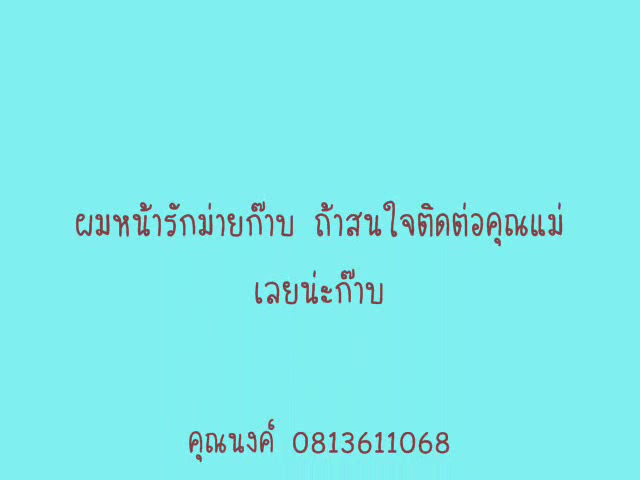 ผมหน้ารักม่ายก๊าบ ถ้าสนใจติดต่อคุณแม่
เลยน่ะก๊าบ
คุณนงค์ 0813611068